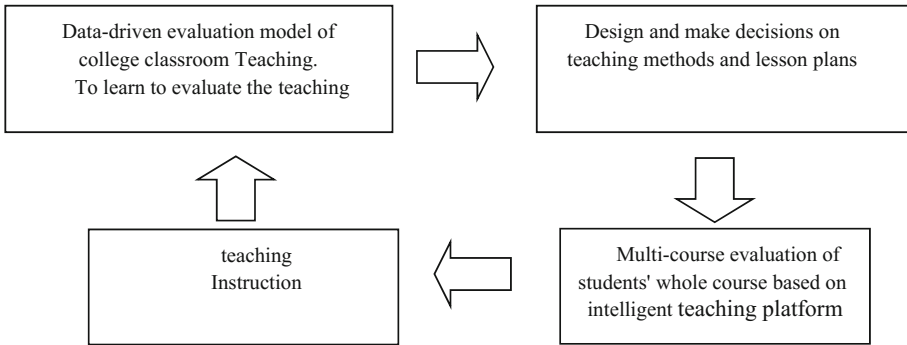 Data-driven evaluation model of
college classroom Teaching.
To learn to evaluate the teaching
Design and make decisions on
teaching methods and lesson plans
Multi-course evaluation of
students' whole course based on
intelligent teaching platform
teaching
Instruction